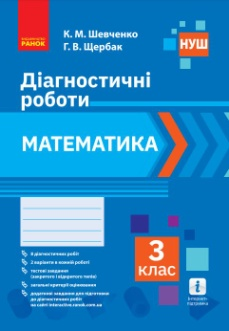 ВИДАВНИЦТВО
РАНОК
К. М. Шевченко
Г. В. Щербак
НУШ
Діагностичні
роботи
МАТЕМАТИКА
3
клас
8 діагностичних робіт
2 варіанти в кожній роботі
тестові завдання
(закритого і відкритого типів)
загальні критерії оцінювання
додаткові завдання для підготовки
до діагностичних робіт
на сайті interactive.ranok.com.ua
Інтернет-
підтримка